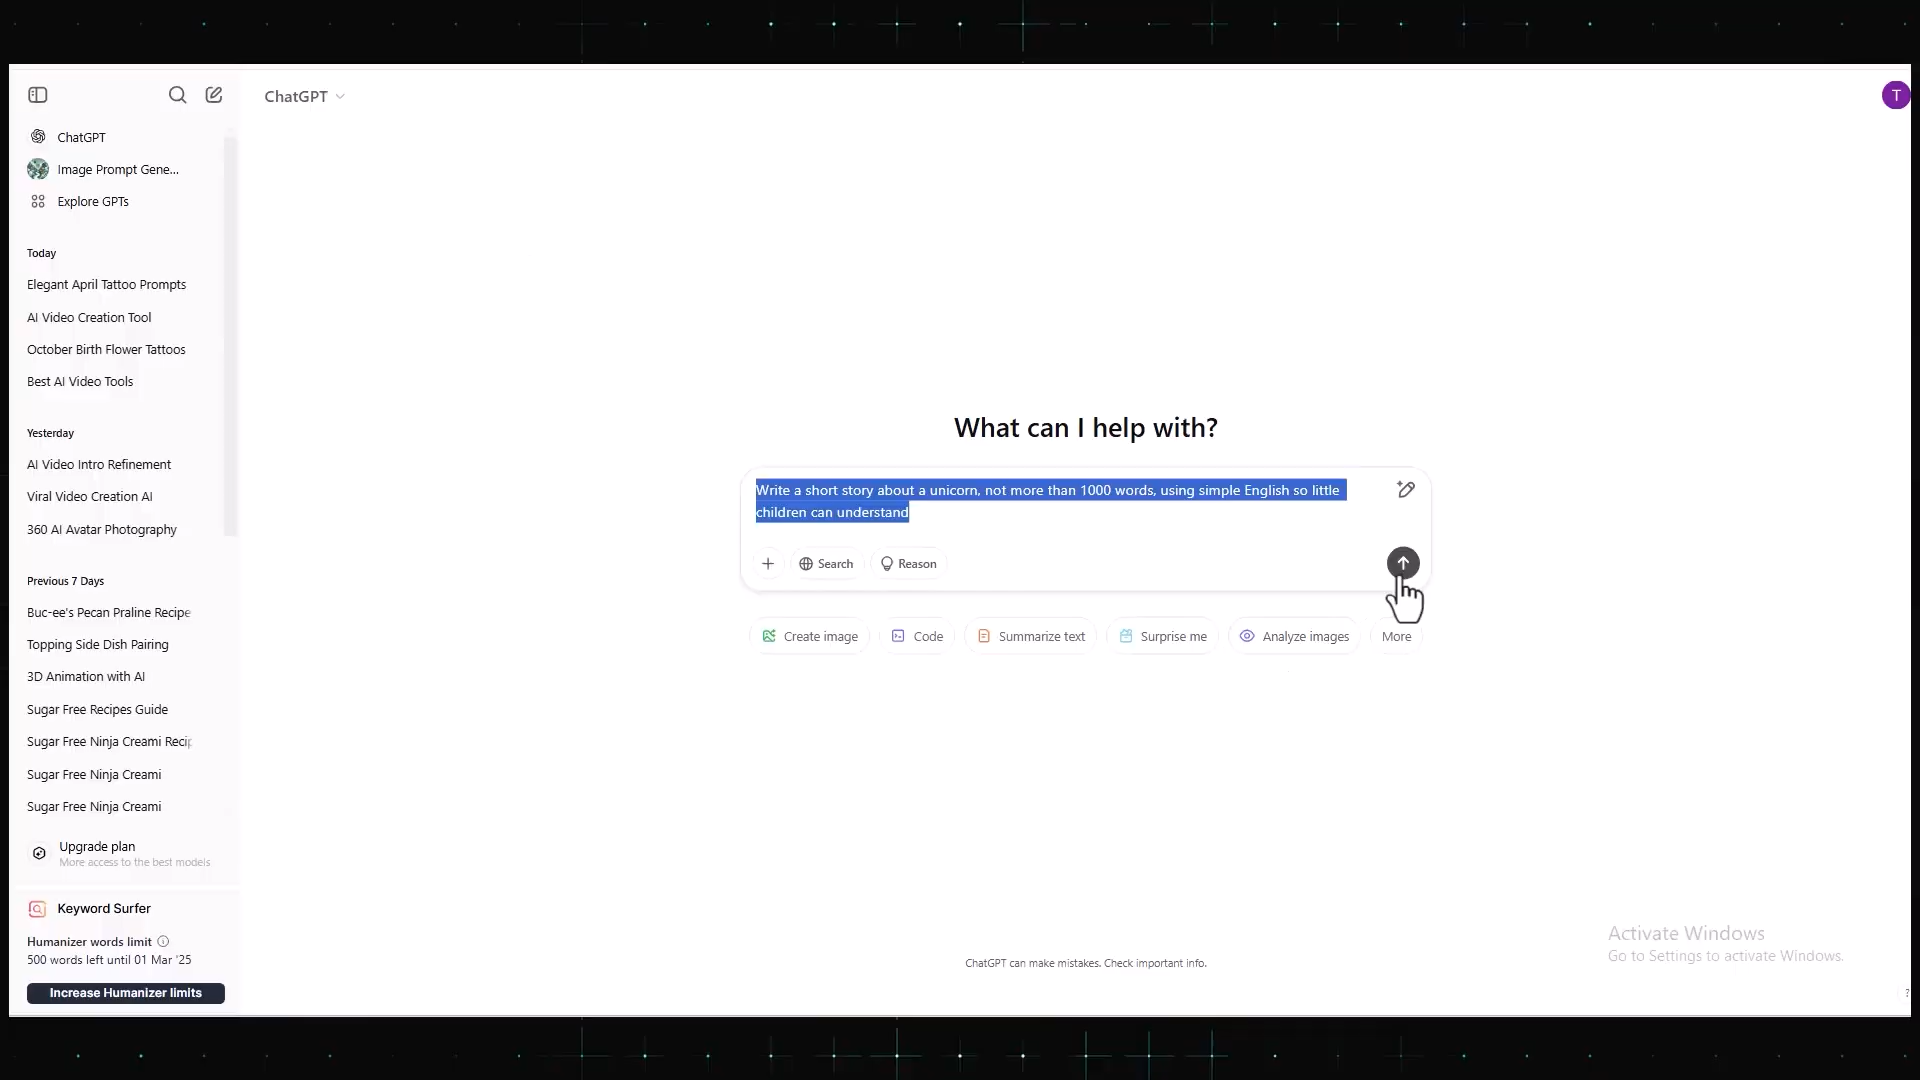 ChatGPT
T
ChatGPT
Image Prompt Gene...
Explore GPTs
Today
Elegant April Tattoo Prompts
AI Video Creation Tool
October Birth Flower Tattoos
Best AI Video Tools
Yesterday
AI Video Intro Refinement
Viral Video Creation AI
360 AI Avatar Photography
Previous 7 Days
Buc-ee's Pecan Praline Recipe
Topping Side Dish Pairing
3D Animation with AI
Sugar Free Recipes Guide
Sugar Free Ninja Creami Recip
Sugar Free Ninja Creami
Sugar Free Ninja Creami
Upgrade plan
More access to the best models
Keyword Surfer
Humanizer words limit
500 words left until 01 Mar '25
Increase Humanizer limits
What can I help with?
Write a short story about a unicorn, not more than 1000 words, using simple English so little
children can understand
Search
Reason
Create image
Code
Summarize text
Surprise me
Analyze images
More
ChatGPT can make mistakes. Check important info.
Activate Windows
Go to Settings to activate Windows.
?